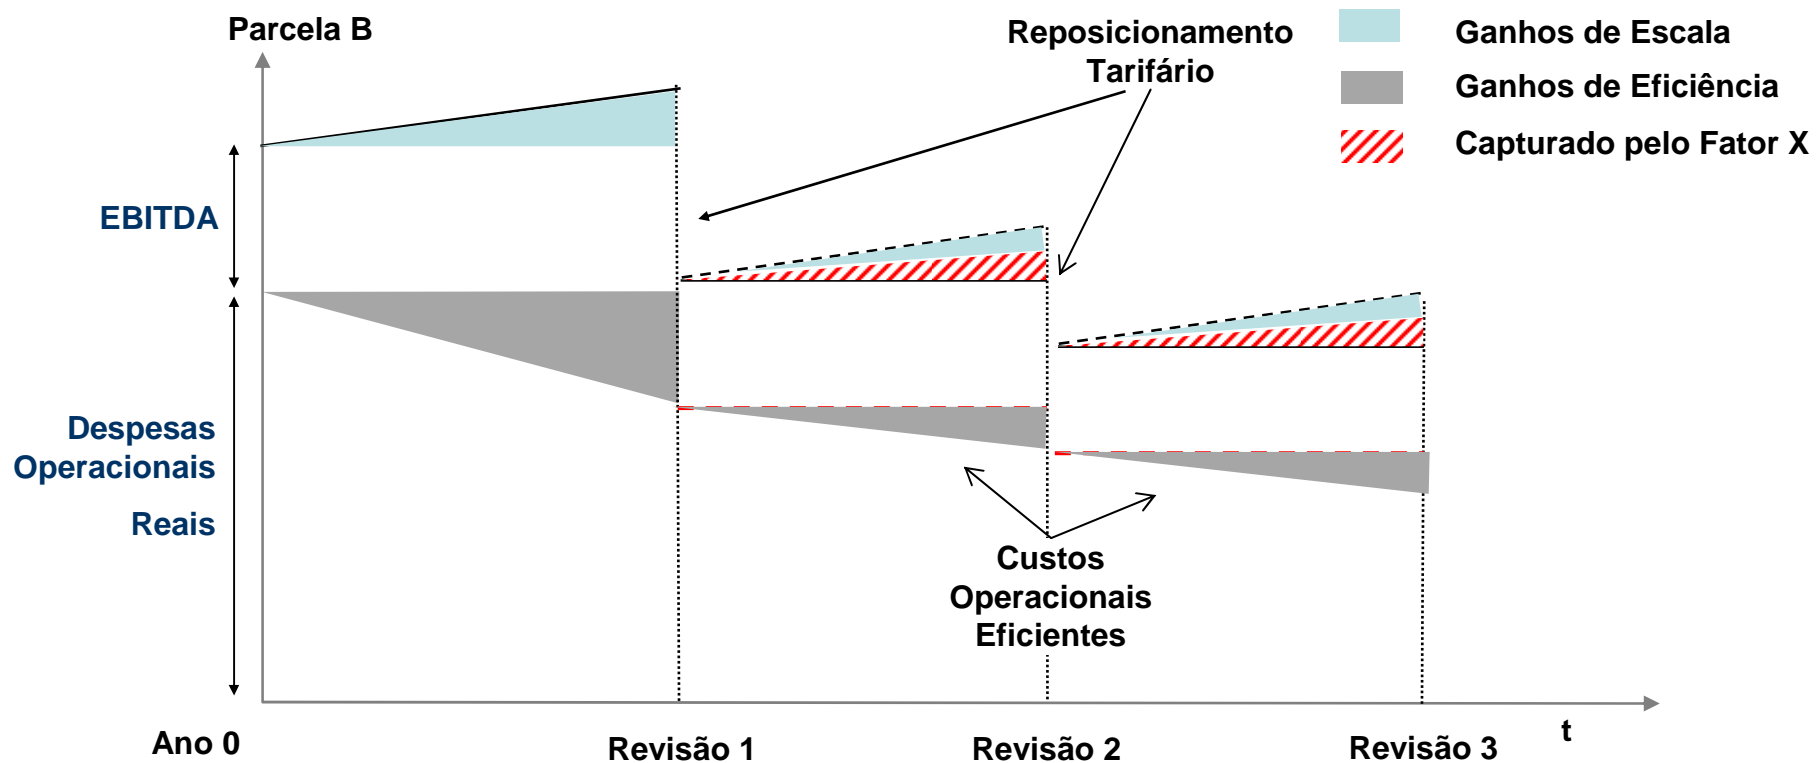 Parcela B
Reposicionamento
Tarifário
Ganhos de Escala
Ganhos de Eficiência
Capturado pelo Fator X
EBITDA
Despesas
Operacionais
Reais
Custos
Operacionais
Eficientes
Ano 0
Revisão 1
Revisão 2
Revisão 3
t